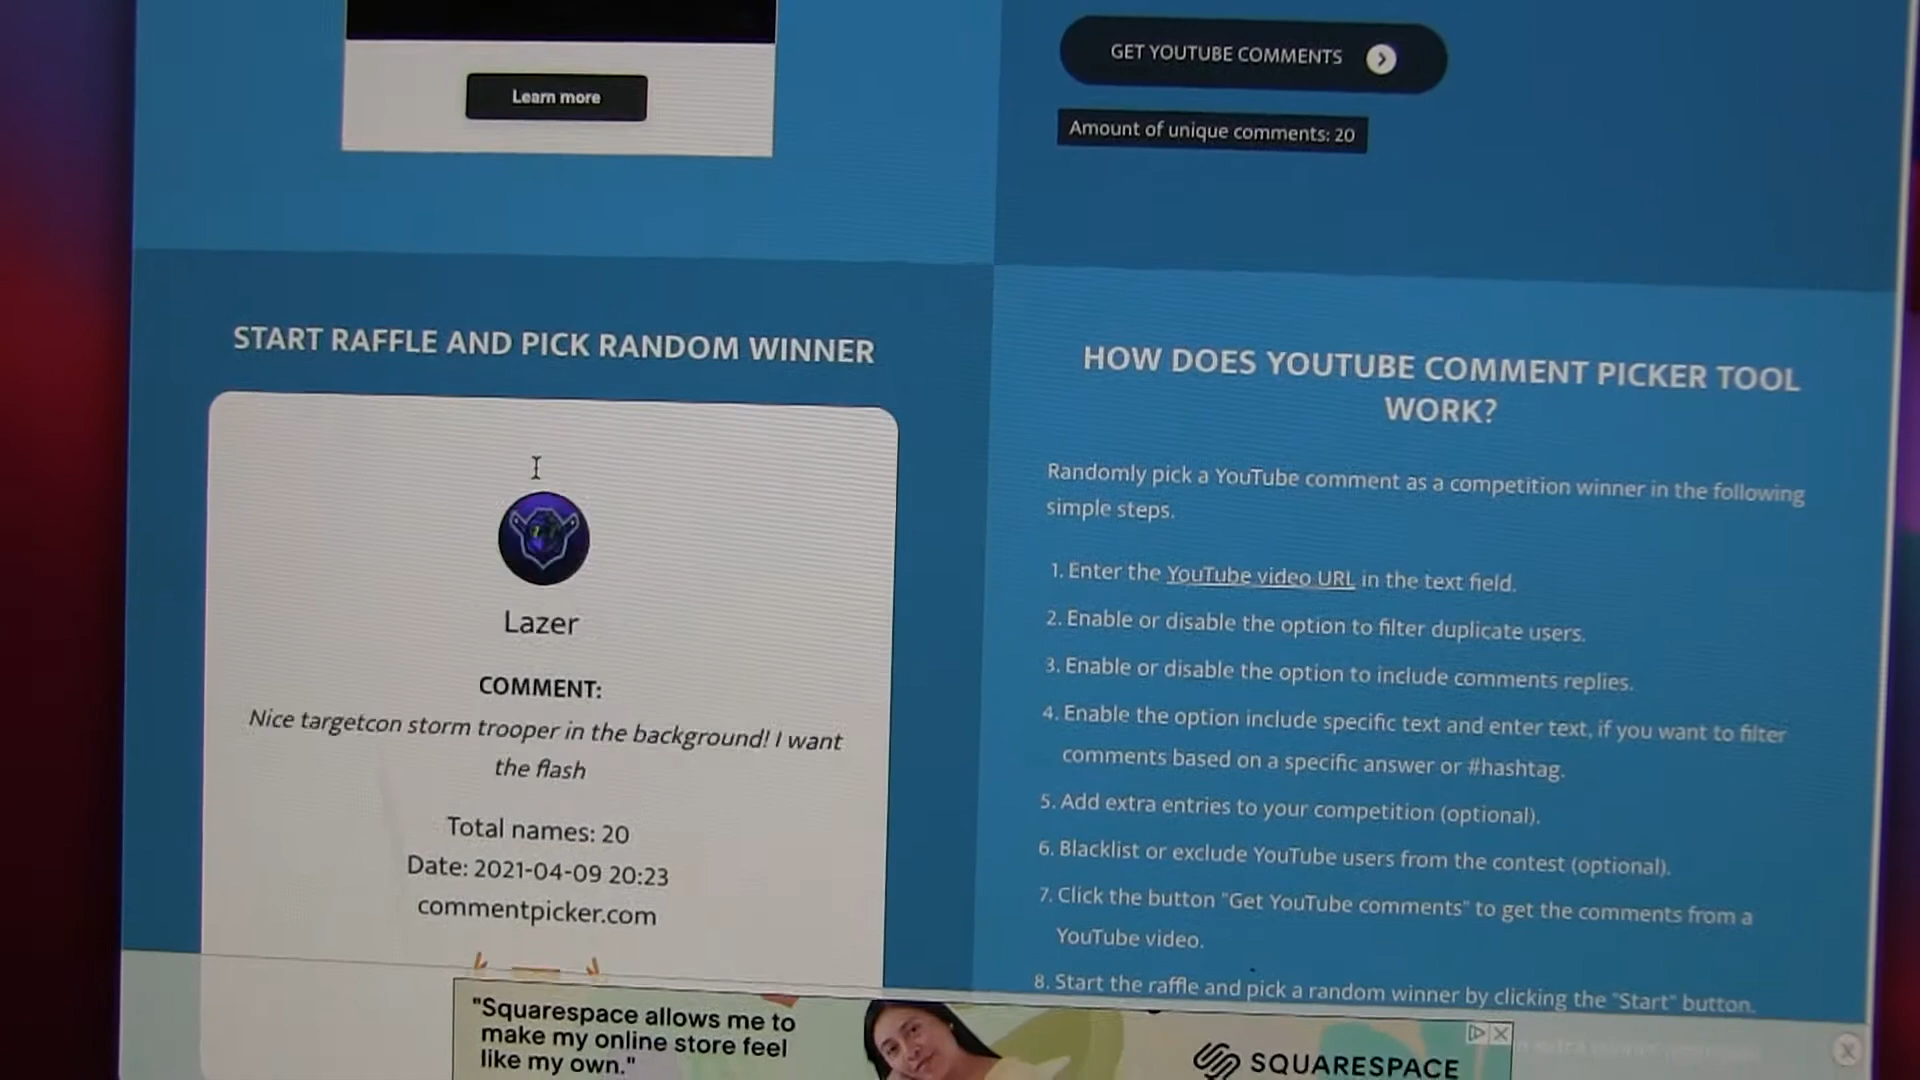 Learn more
GET YOUTUBE COMMENTS
Amount of unique comments: 20
START RAFFLE AND PICK RANDOM WINNER
Lazer
COMMENT:
Nice targetcon storm trooper in the background! I want
the flash
Total names: 20
Date: 2021-04-09 20:23
commentpicker.com
HOW DOES YOUTUBE COMMENT PICKER TOOL
WORK?
Randomly pick a YouTube comment as a competition winner in the following
simple steps.
1. Enter the YouTube video URL in the text field.
2. Enable or disable the option to filter duplicate users.
3. Enable or disable the option to include comments replies.
4. Enable the option include specific text and enter text, if you want to filter
comments based on a specific answer or #hashtag.
5. Add extra entries to your competition (optional).
6. Blacklist or exclude YouTube users from the contest (optional).
7. Click the button "Get YouTube comments" to get the comments from a
YouTube video.
8. Start the raffle and pick a random winner by clicking the "Start" button.
"Squarespace allows me to
make my online store feel
like my own."
SQUARESPACE